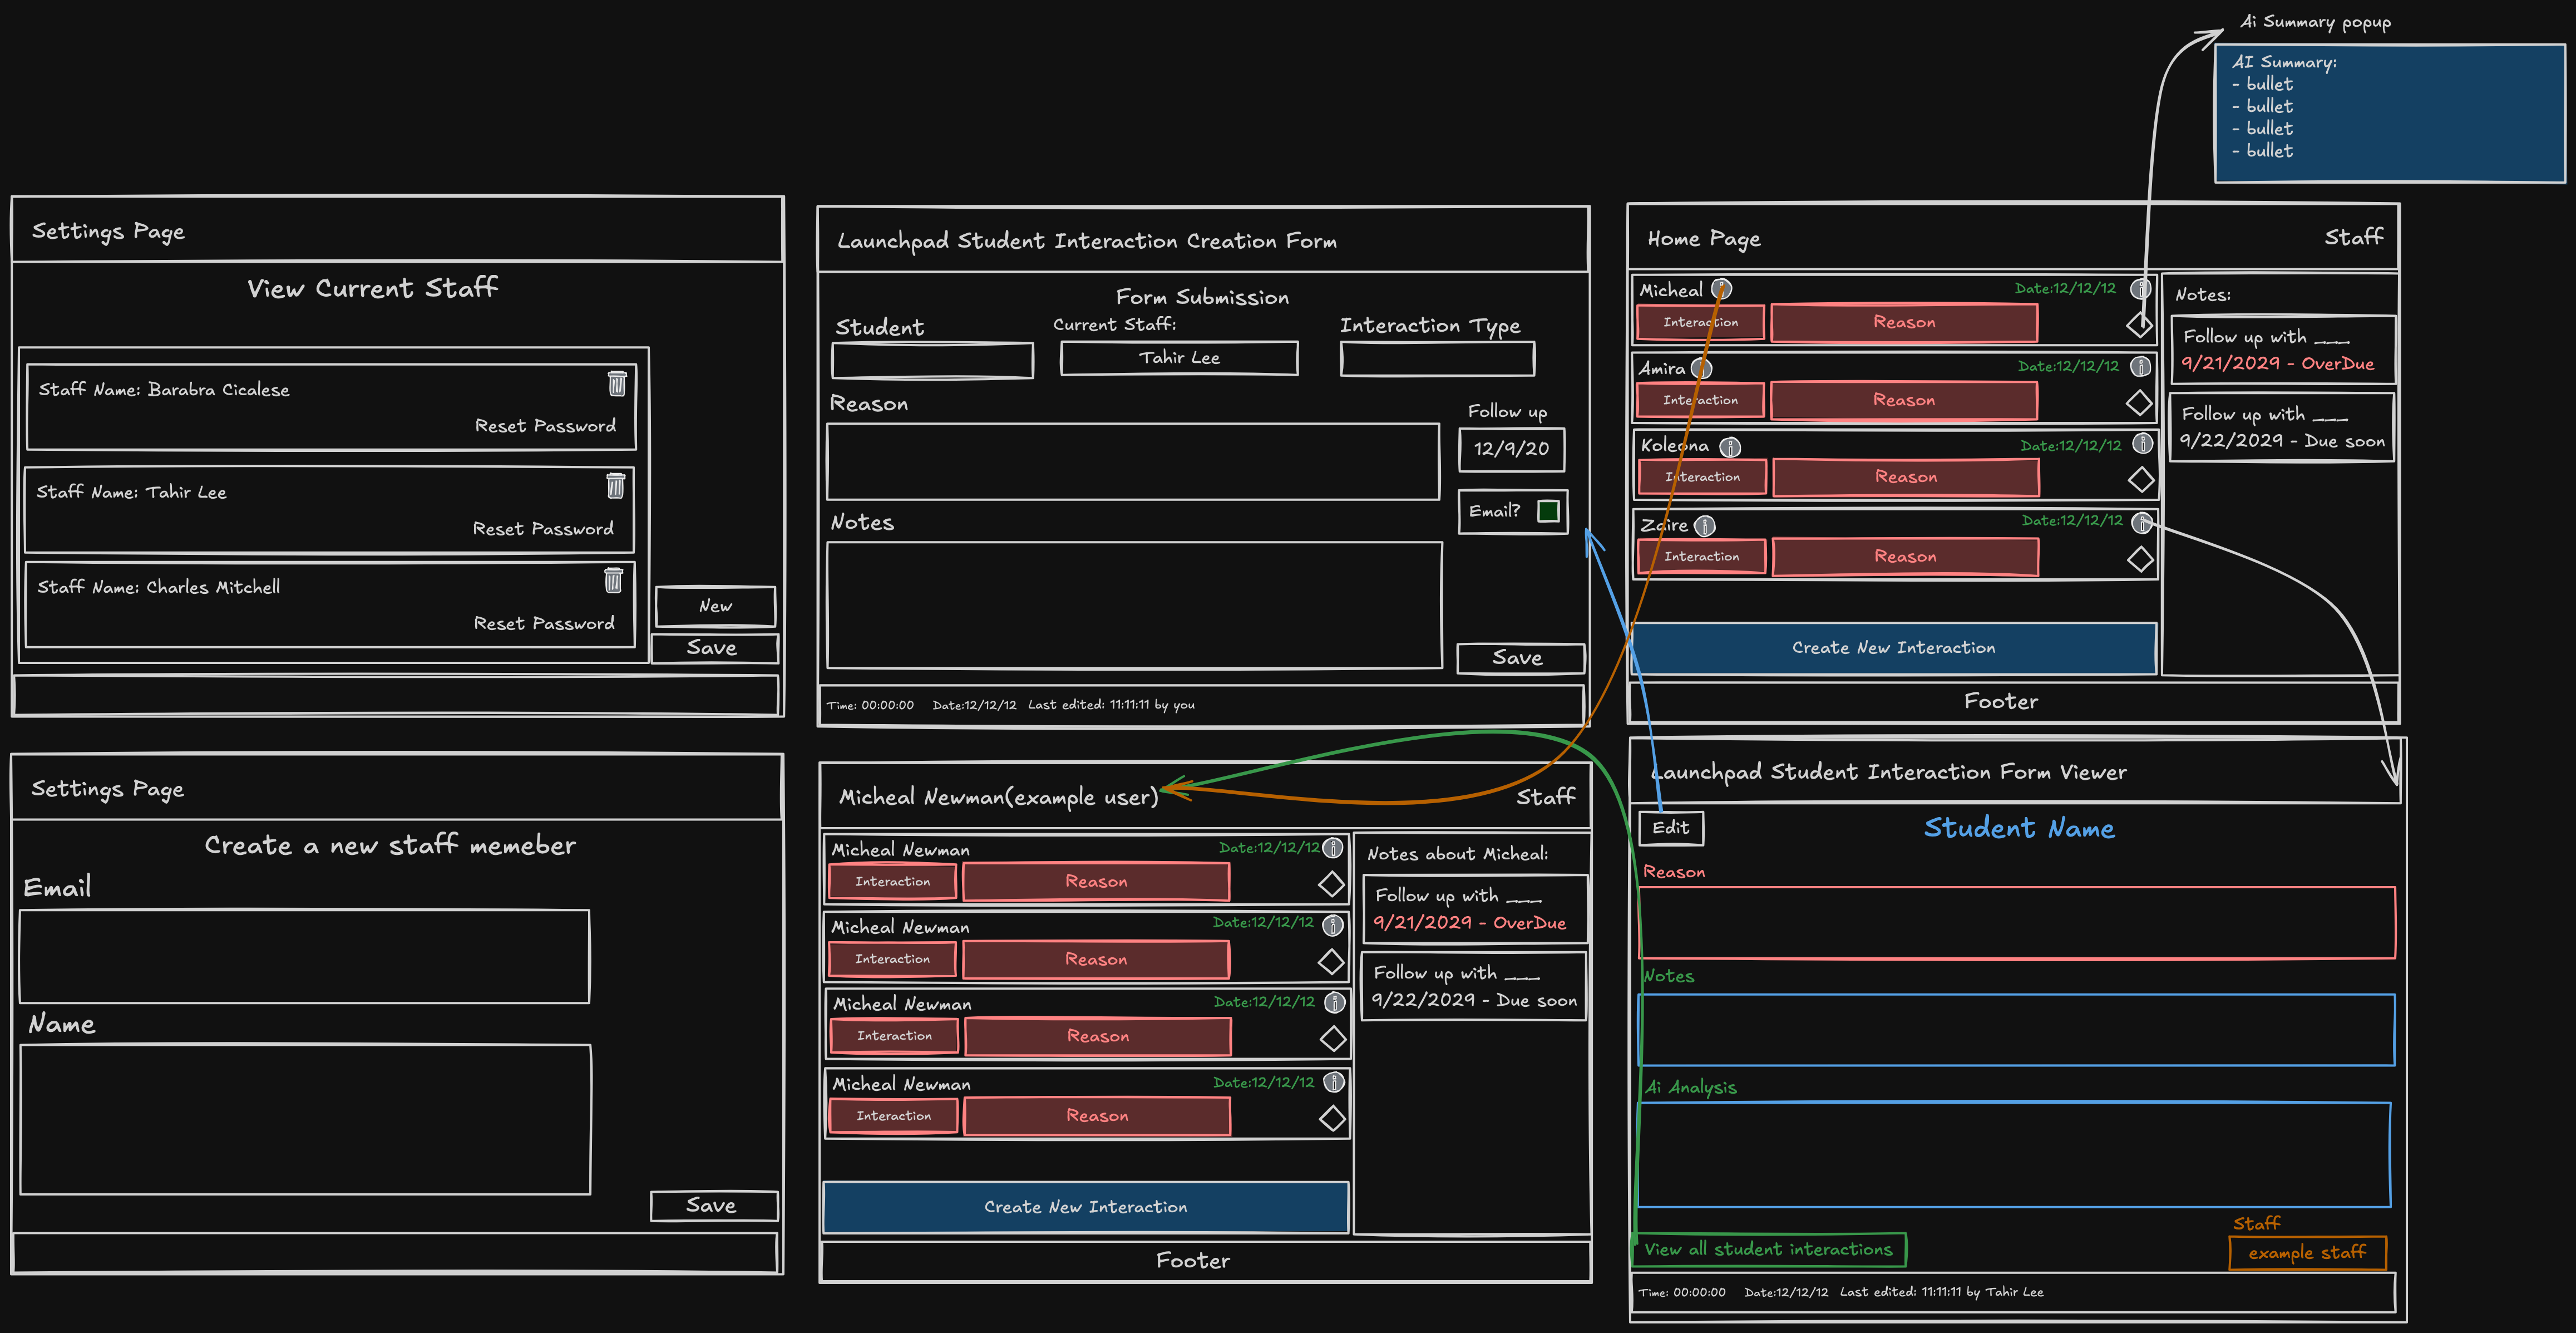 Ai Summary popup
AI Summary:
- bullet
- bullet
- bullet
- bullet
Settings Page
View Current Staff
Staff Name: Barabra Cicalese
Reset Password
Staff Name: Tahir Lee
Reset Password
Staff Name: Charles Mitchell
Reset Password
New
Save
Launchpad Student Interaction Creation Form
Form Submission
Student
Current Staff:
Interaction Type
Tahir Lee
Reason
Follow up
12/9/20
Email?
Notes
Save
Time: 00:00:00 Date:12/12/12 Last edited: 11:11:11 by you
Home Page
Staff
Micheal
Date:12/12/12
Interaction
Reason
Amira
Date:12/12/12
Interaction
Reason
Koleona
Date:12/12/12
Interaction
Reason
Zaire
Date:12/12/12
Interaction
Reason
Notes:
Follow up with ___
9/21/2029 - OverDue
Follow up with ___
9/22/2029 - Due soon
Create New Interaction
Footer
Settings Page
Create a new staff memeber
Email
Name
Save
Micheal Newman(example user)
Staff
Micheal Newman
Date:12/12/12
Interaction
Reason
Micheal Newman
Date:12/12/12
Interaction
Reason
Micheal Newman
Date:12/12/12
Interaction
Reason
Micheal Newman
Date:12/12/12
Interaction
Reason
Notes about Micheal:
Follow up with ___
9/21/2029 - OverDue
Follow up with ___
9/22/2029 - Due soon
Create New Interaction
Footer
Launchpad Student Interaction Form Viewer
Edit
Student Name
Reason
Notes
Ai Analysis
View all student interactions
Staff
example staff
Time: 00:00:00 Date:12/12/12 Last edited: 11:11:11 by Tahir Lee